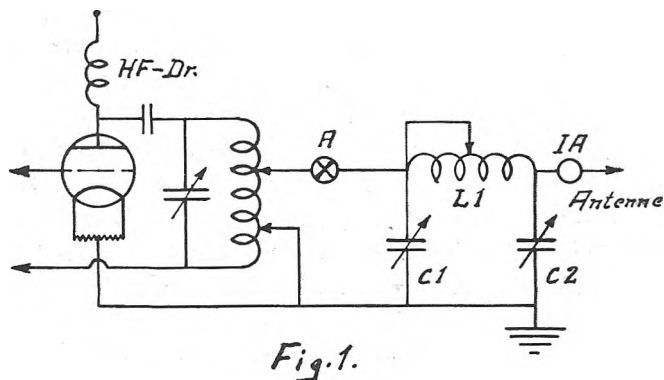 HF-Dr.
A
IA
L1
Antenne
C1
C2
Fig.1.